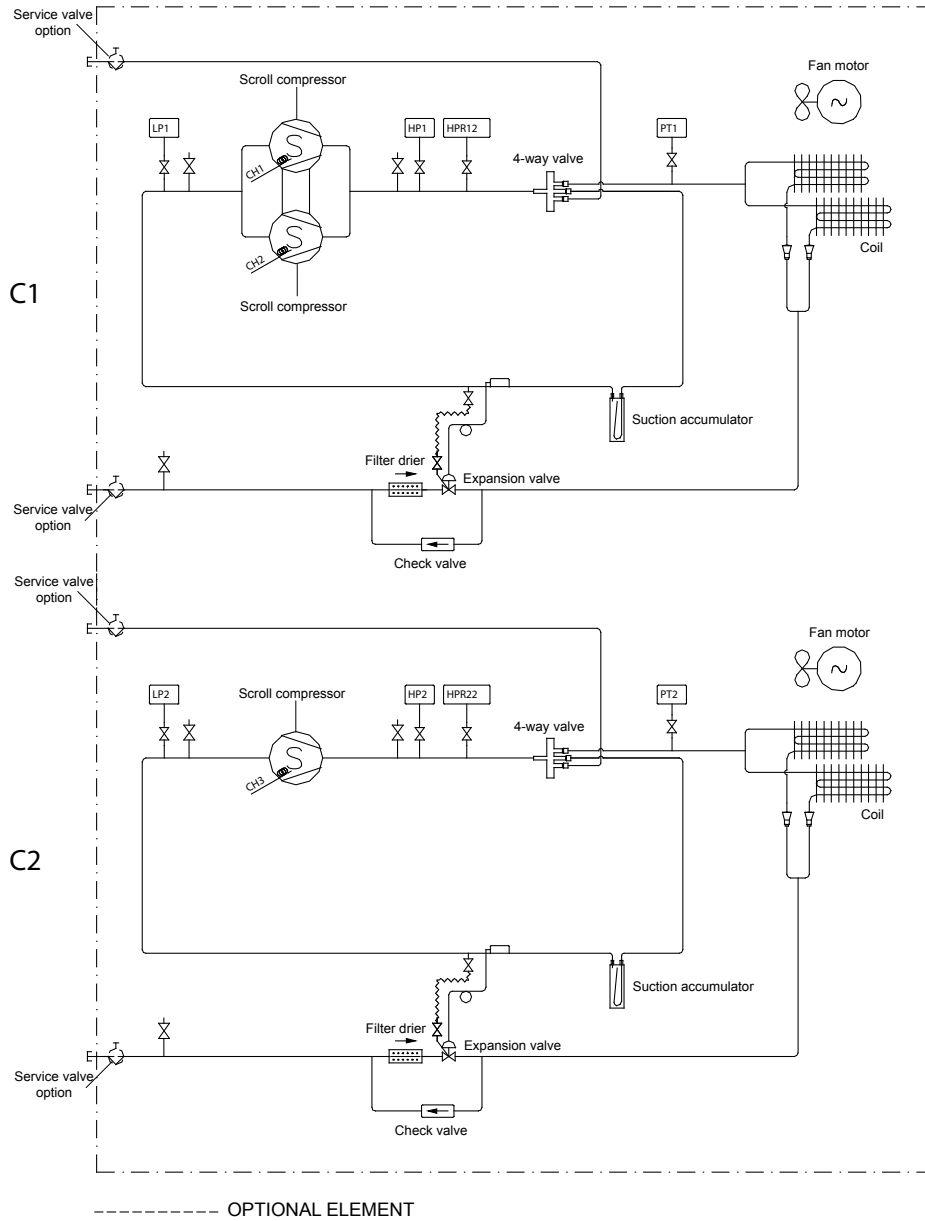 Service valve
option
Scroll compressor
Fan motor
LP1
HP1
HPR12
PT1
4-way valve
CH1
CH2
Coil
Scroll compressor
C1
Suction accumulator
Filter drier
Expansion valve
Service valve
option
Check valve
Service valve
option
Fan motor
LP2
Scroll compressor
HP2
HPR22
PT2
4-way valve
CH3
Coil
C2
Suction accumulator
Filter drier
Expansion valve
Service valve
option
Check valve
OPTIONAL ELEMENT